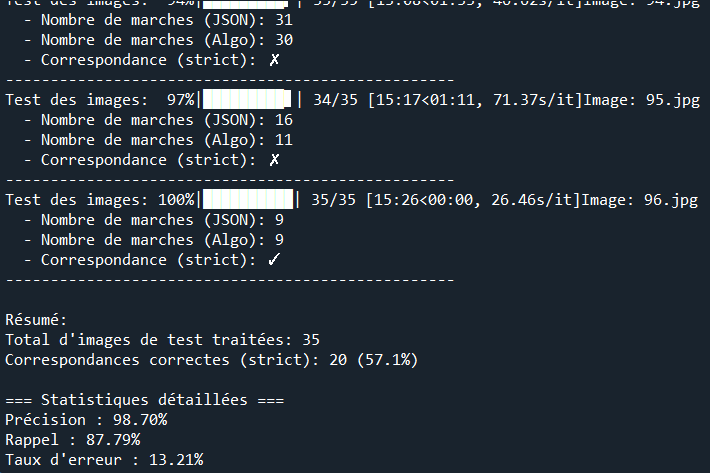 Test des images: 94%|█████████ | 33/35 [15:08<01:33, 46.62s/it]Image: 94.jpg
  - Nombre de marches (JSON): 31
  - Nombre de marches (Algo): 30
  - Correspondance (strict): ✗
--------------------------------------------------
Test des images:  97%|█████████▋| 34/35 [15:17<01:11, 71.37s/it]Image: 95.jpg
  - Nombre de marches (JSON): 16
  - Nombre de marches (Algo): 11
  - Correspondance (strict): ✗
--------------------------------------------------
Test des images: 100%|██████████| 35/35 [15:26<00:00, 26.46s/it]Image: 96.jpg
  - Nombre de marches (JSON): 9
  - Nombre de marches (Algo): 9
  - Correspondance (strict): ✓
--------------------------------------------------
Résumé:
Total d'images de test traitées: 35
Correspondances correctes (strict): 20 (57.1%)
=== Statistiques détaillées ===
Précision : 98.70%
Rappel : 87.79%
Taux d'erreur : 13.21%